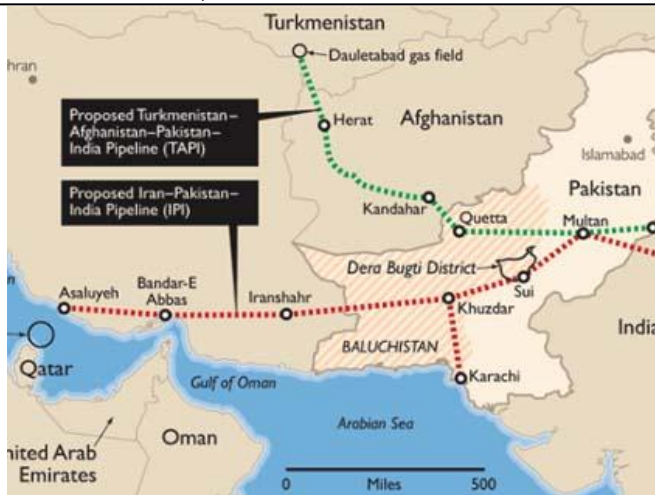 Turkmenistan
Dauletabad gas field
hran
Proposed Turkmenistan–
Afghanistan–Pakistan–
India Pipeline (TAPI)
Herat
Afghanistan
Islamabad
Pakistan
Proposed Iran–Pakistan–
India Pipeline (IPI)
Kandahar
Quetta
Multan
Dera Bugti District
Sui
Asaluyeh
Bandar-E
Abbas
Iranshahr
Khuzdar
India
BALUCHISTAN
Qatar
Gulf of Oman
Karachi
Arabian Sea
Oman
nited Arab
Emirates
0 Miles 500